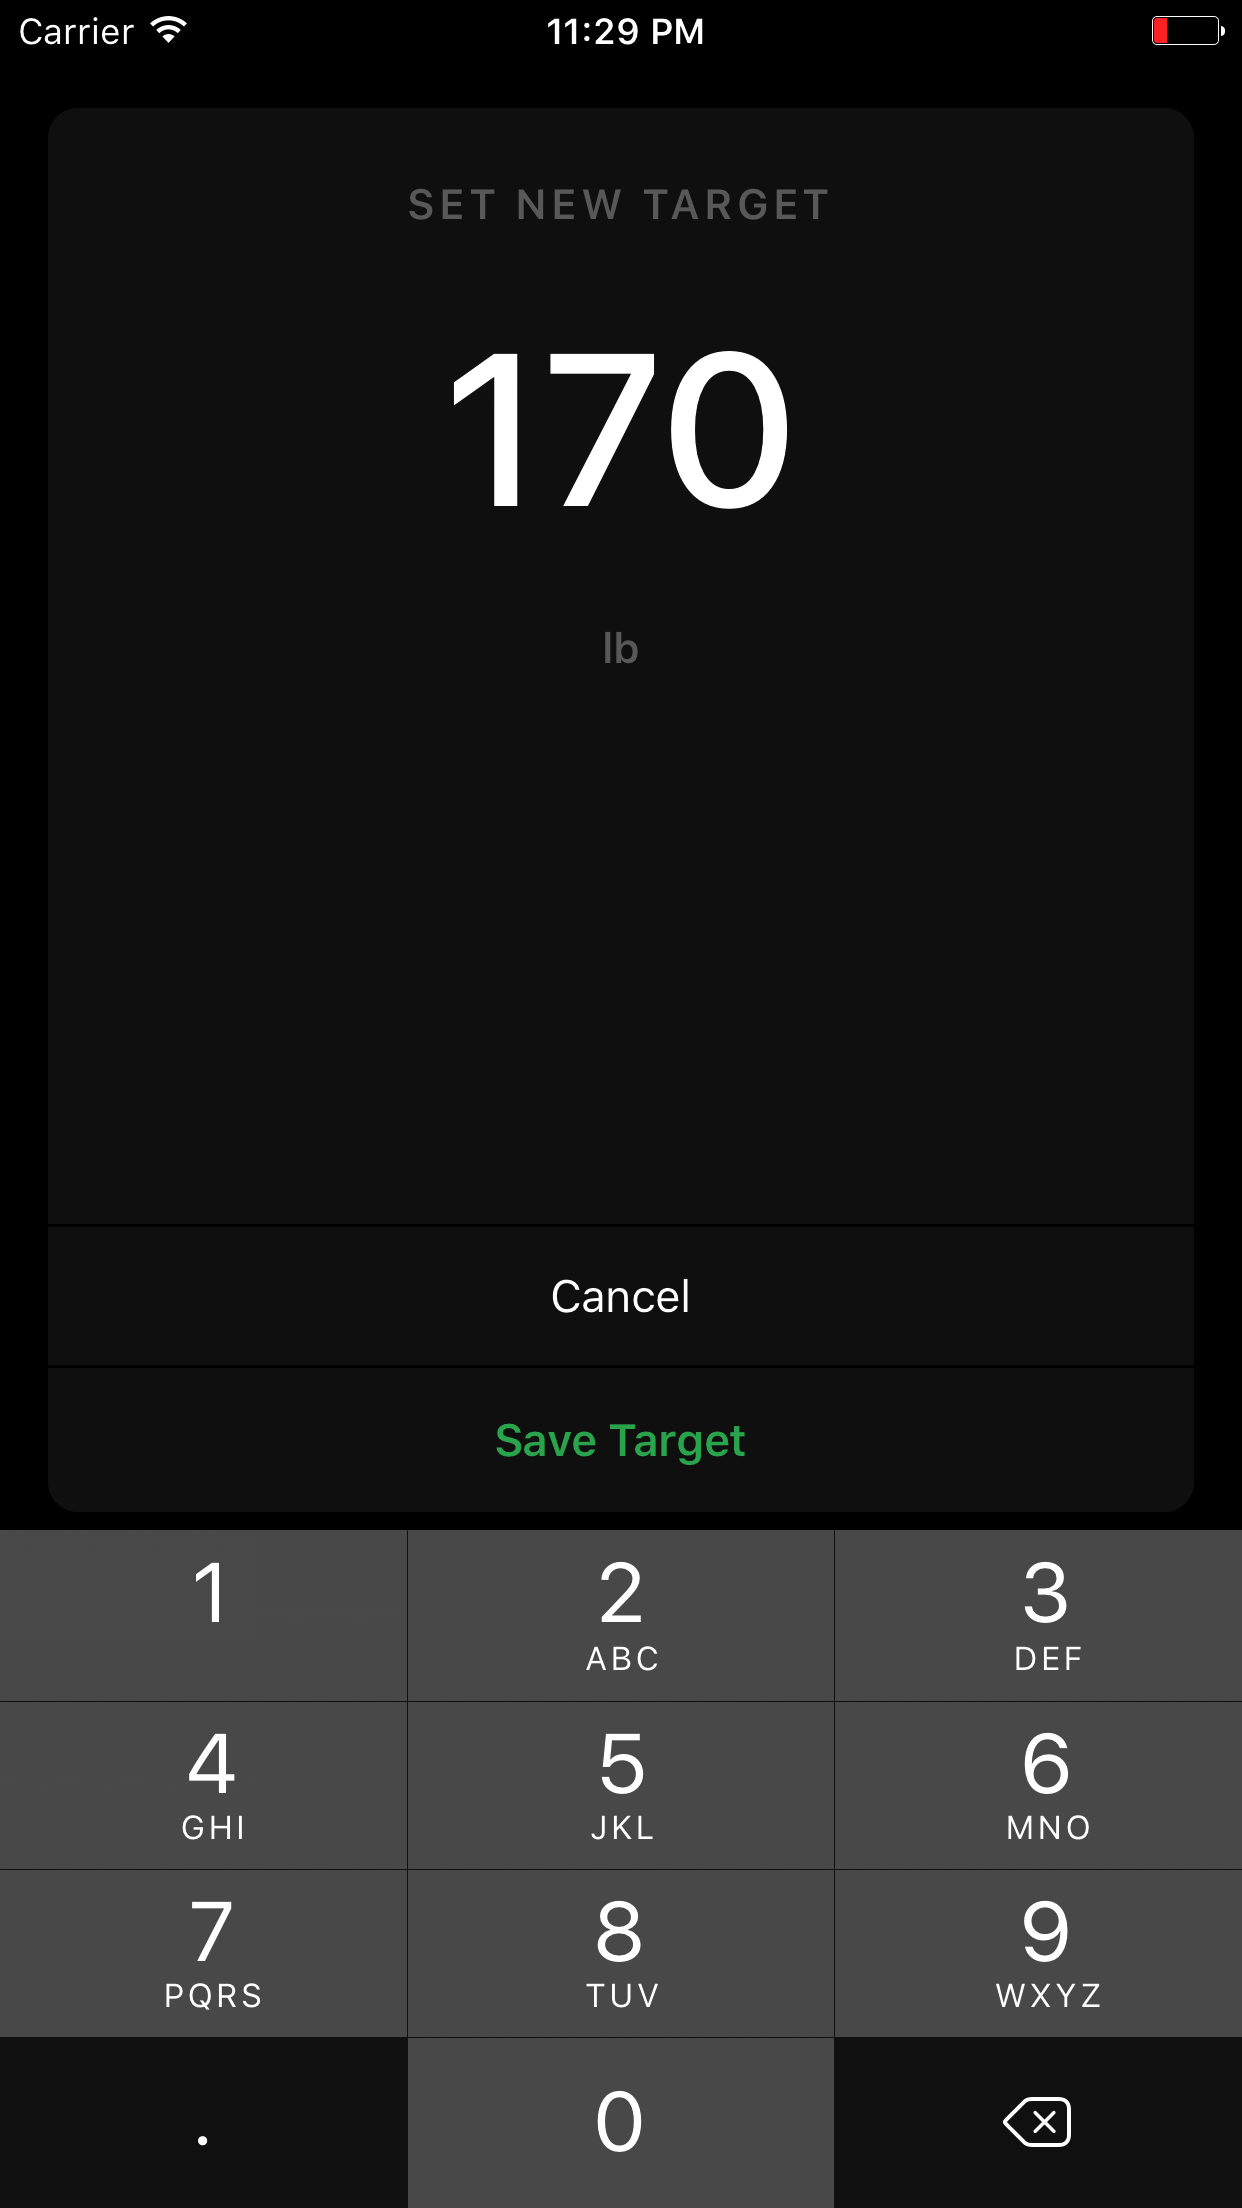 Carrier 11:29 PM
SET NEW TARGET
170
lb
Cancel
Save Target
1 2 3
ABC DEF
4 5 6
GHI JKL MNO
7 8 9
PQRS TUV WXYZ
. 0